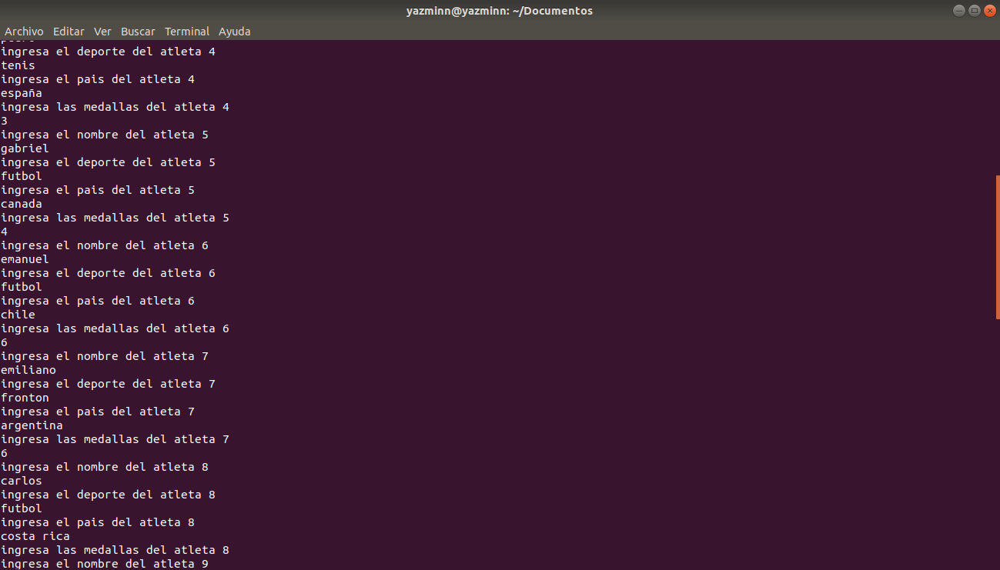 yazminn@yazminn: ~/Documentos
Archivo Editar Ver Buscar Terminal Ayuda
ingresa el deporte del atleta 4
tenis
ingresa el pais del atleta 4
españa
ingresa las medallas del atleta 4
3
ingresa el nombre del atleta 5
gabriel
ingresa el deporte del atleta 5
futbol
ingresa el pais del atleta 5
canada
ingresa las medallas del atleta 5
4
ingresa el nombre del atleta 6
emanuel
ingresa el deporte del atleta 6
futbol
ingresa el pais del atleta 6
chile
ingresa las medallas del atleta 6
6
ingresa el nombre del atleta 7
emiliano
ingresa el deporte del atleta 7
fronton
ingresa el pais del atleta 7
argentina
ingresa las medallas del atleta 7
6
ingresa el nombre del atleta 8
carlos
ingresa el deporte del atleta 8
futbol
ingresa el pais del atleta 8
costa rica
ingresa las medallas del atleta 8
ingresa el nombre del atleta 9